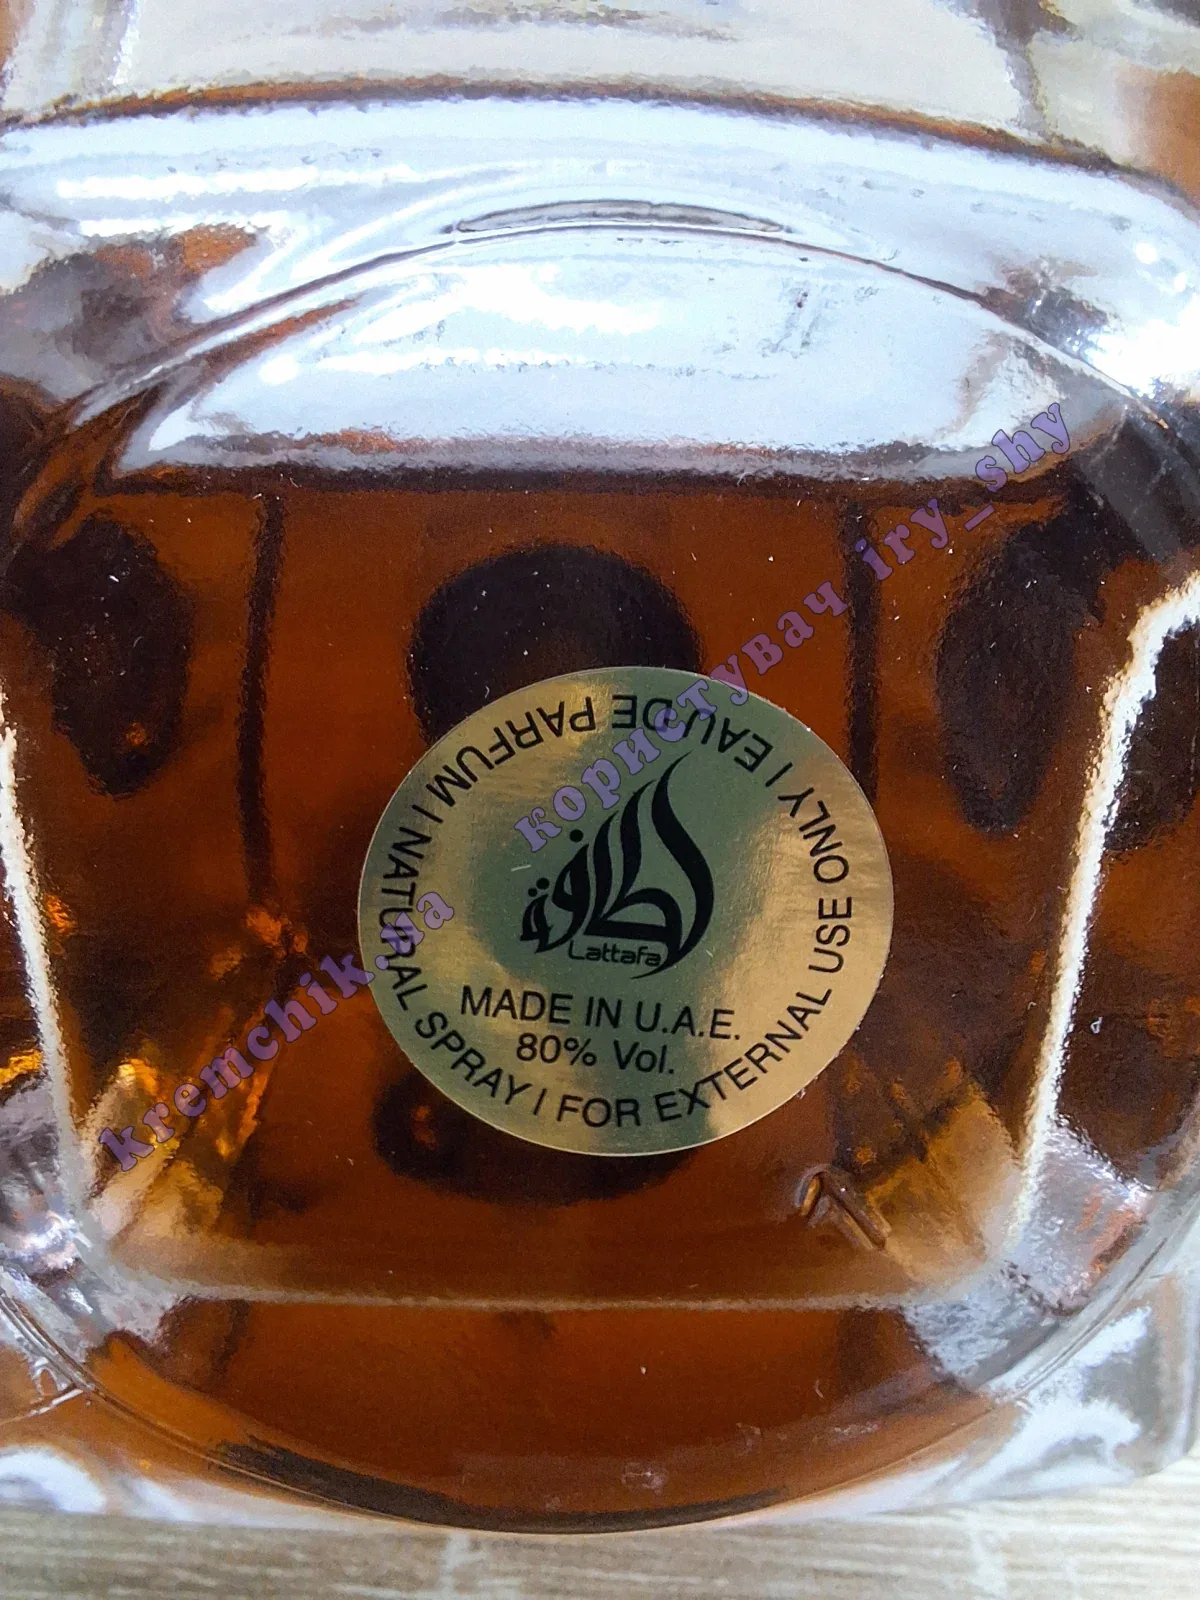 EAU DE PARFUM / NATURAL SPRAY / FOR EXTERNAL USE ONLY /
لطافة
Lattafa
MADE IN U.A.E.
80% Vol.
kremchik.ua користувач iry_shy